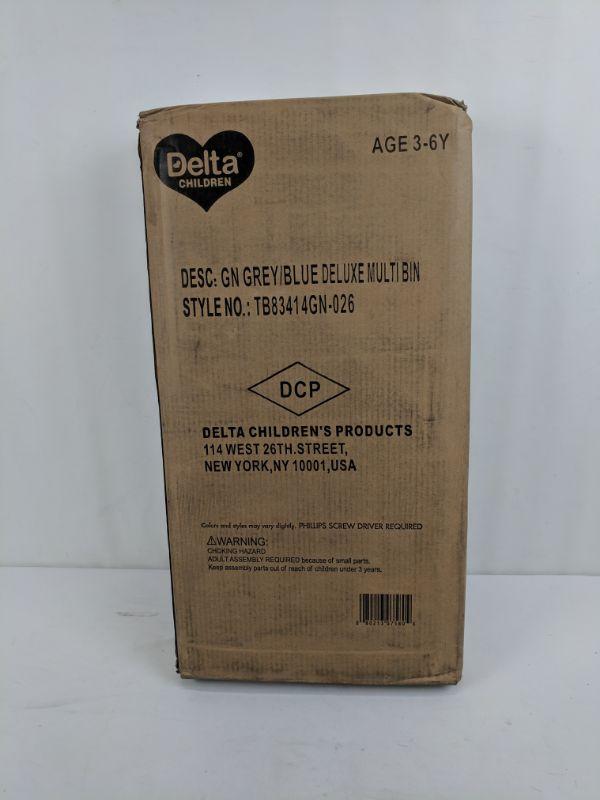 Delta®
CHILDREN
AGE 3-6Y
DESC: GN GREY/BLUE DELUXE MULTI BIN
STYLE NO.: TB83414GN-026
DCP
DELTA CHILDREN'S PRODUCTS
114 WEST 26TH.STREET,
NEW YORK,NY 10001,USA
Colors and styles may vary slightly. PHILLIPS SCREW DRIVER REQUIRED
⚠WARNING:
CHOKING HAZARD
ADULT ASSEMBLY REQUIRED because of small parts.
Keep assembly parts out of reach of children under 3 years.